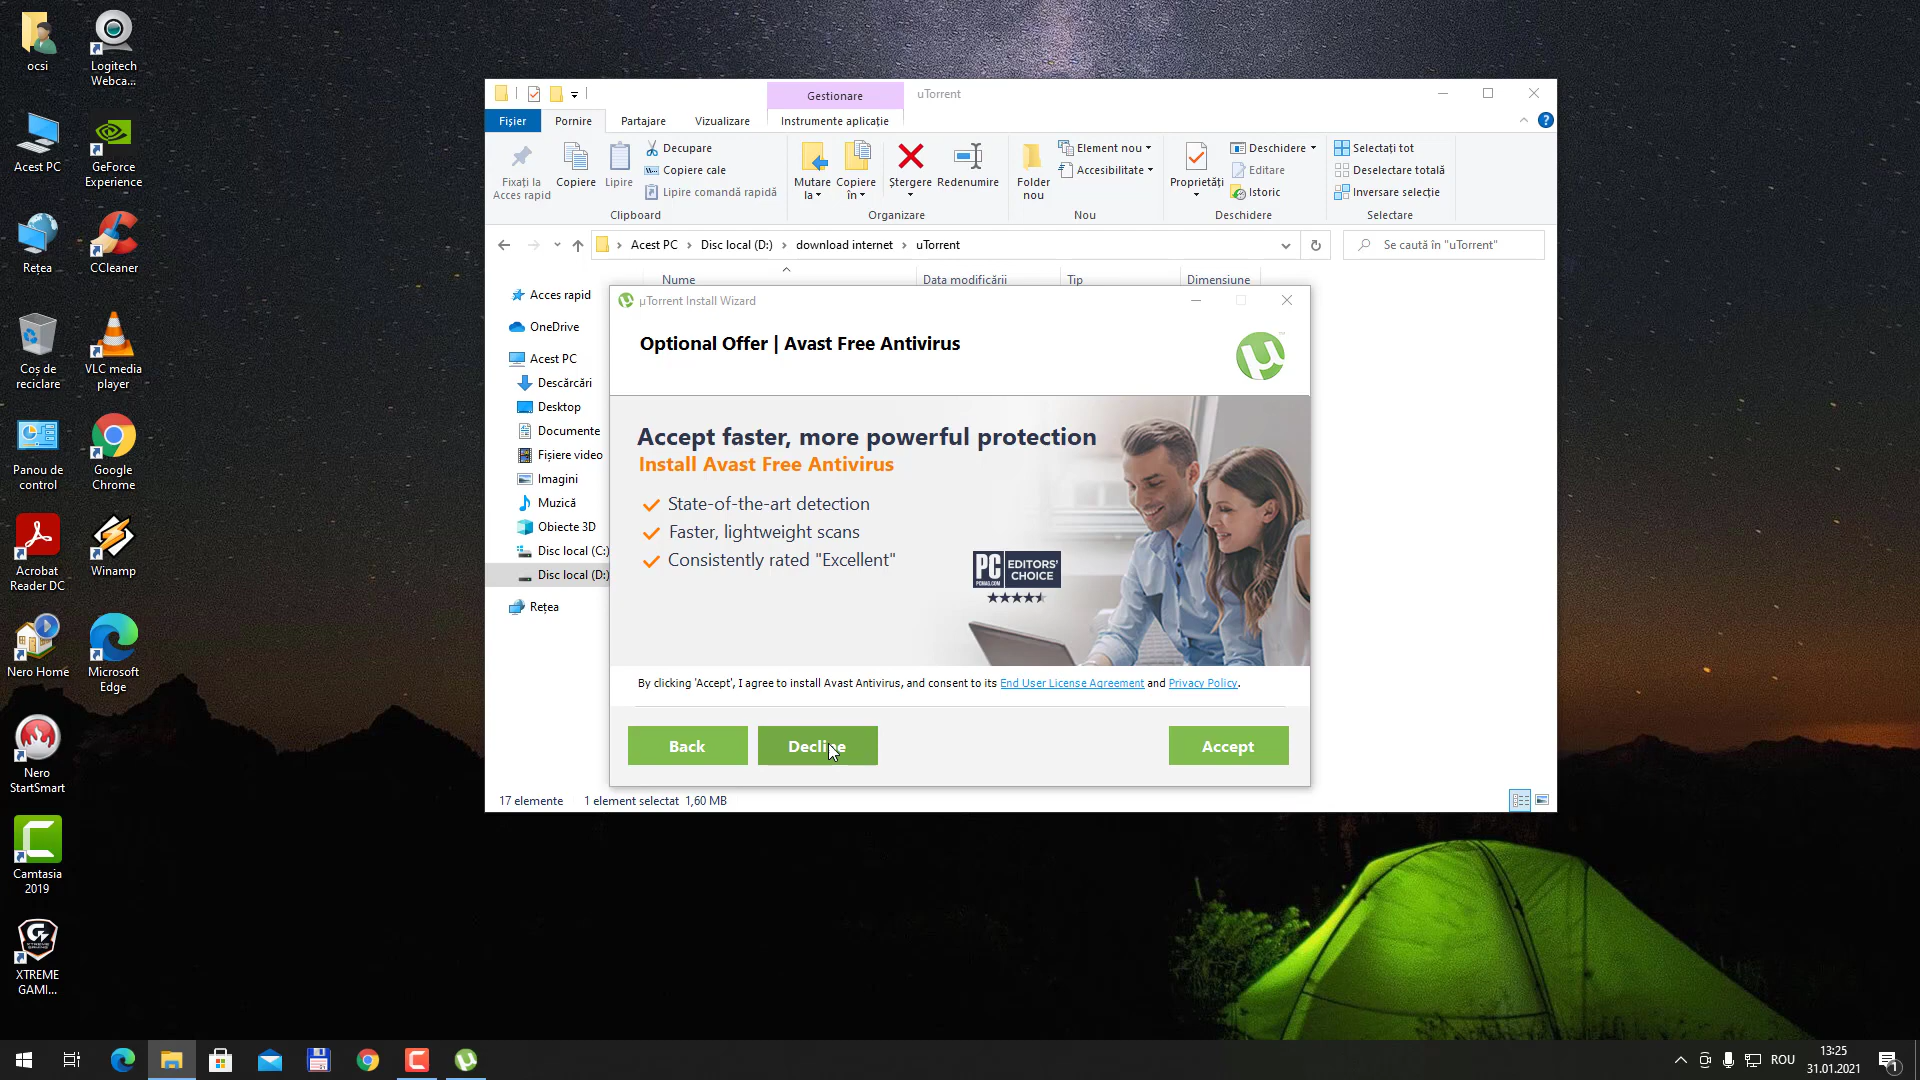 ocsi
Logitech
Webca...
Acest PC
GeForce
Experience
Rețea
CCleaner
Coș de
reciclare
VLC media
player
Panou de
control
Google
Chrome
Acrobat
Reader DC
Winamp
Nero Home
Microsoft
Edge
Nero
StartSmart
Camtasia
2019
XTREME
GAMI...
Gestionare
uTorrent
Fișier
Pornire
Partajare
Vizualizare
Instrumente aplicație
Fixați la
Acces rapid
Copiere
Lipire
Decupare
Copiere cale
Lipire comandă rapidă
Clipboard
Mutare
la
Copiere
în
Ștergere
Redenumire
Organizare
Folder
nou
Element nou
Accesibilitate
Nou
Proprietăți
Deschidere
Editare
Istoric
Deschidere
Selectați tot
Deselectare totală
Inversare selecție
Selectare
Acest PC > Disc local (D:) > download internet > uTorrent
Se caută în "uTorrent"
Nume
Data modificării
Tip
Dimensiune
Acces rapid
OneDrive
Acest PC
Descărcări
Desktop
Documente
Fișiere video
Imagini
Muzică
Obiecte 3D
Disc local (C:)
Disc local (D:)
Rețea
µTorrent Install Wizard
Optional Offer | Avast Free Antivirus
Accept faster, more powerful protection
Install Avast Free Antivirus
State-of-the-art detection
Faster, lightweight scans
Consistently rated "Excellent"
PC
PCMAG.COM
EDITORS'
CHOICE
By clicking 'Accept', I agree to install Avast Antivirus, and consent to its End User License Agreement and Privacy Policy.
Back
Decline
Accept
17 elemente
1 element selectat 1,60 MB
ROU
13:25
31.01.2021
1